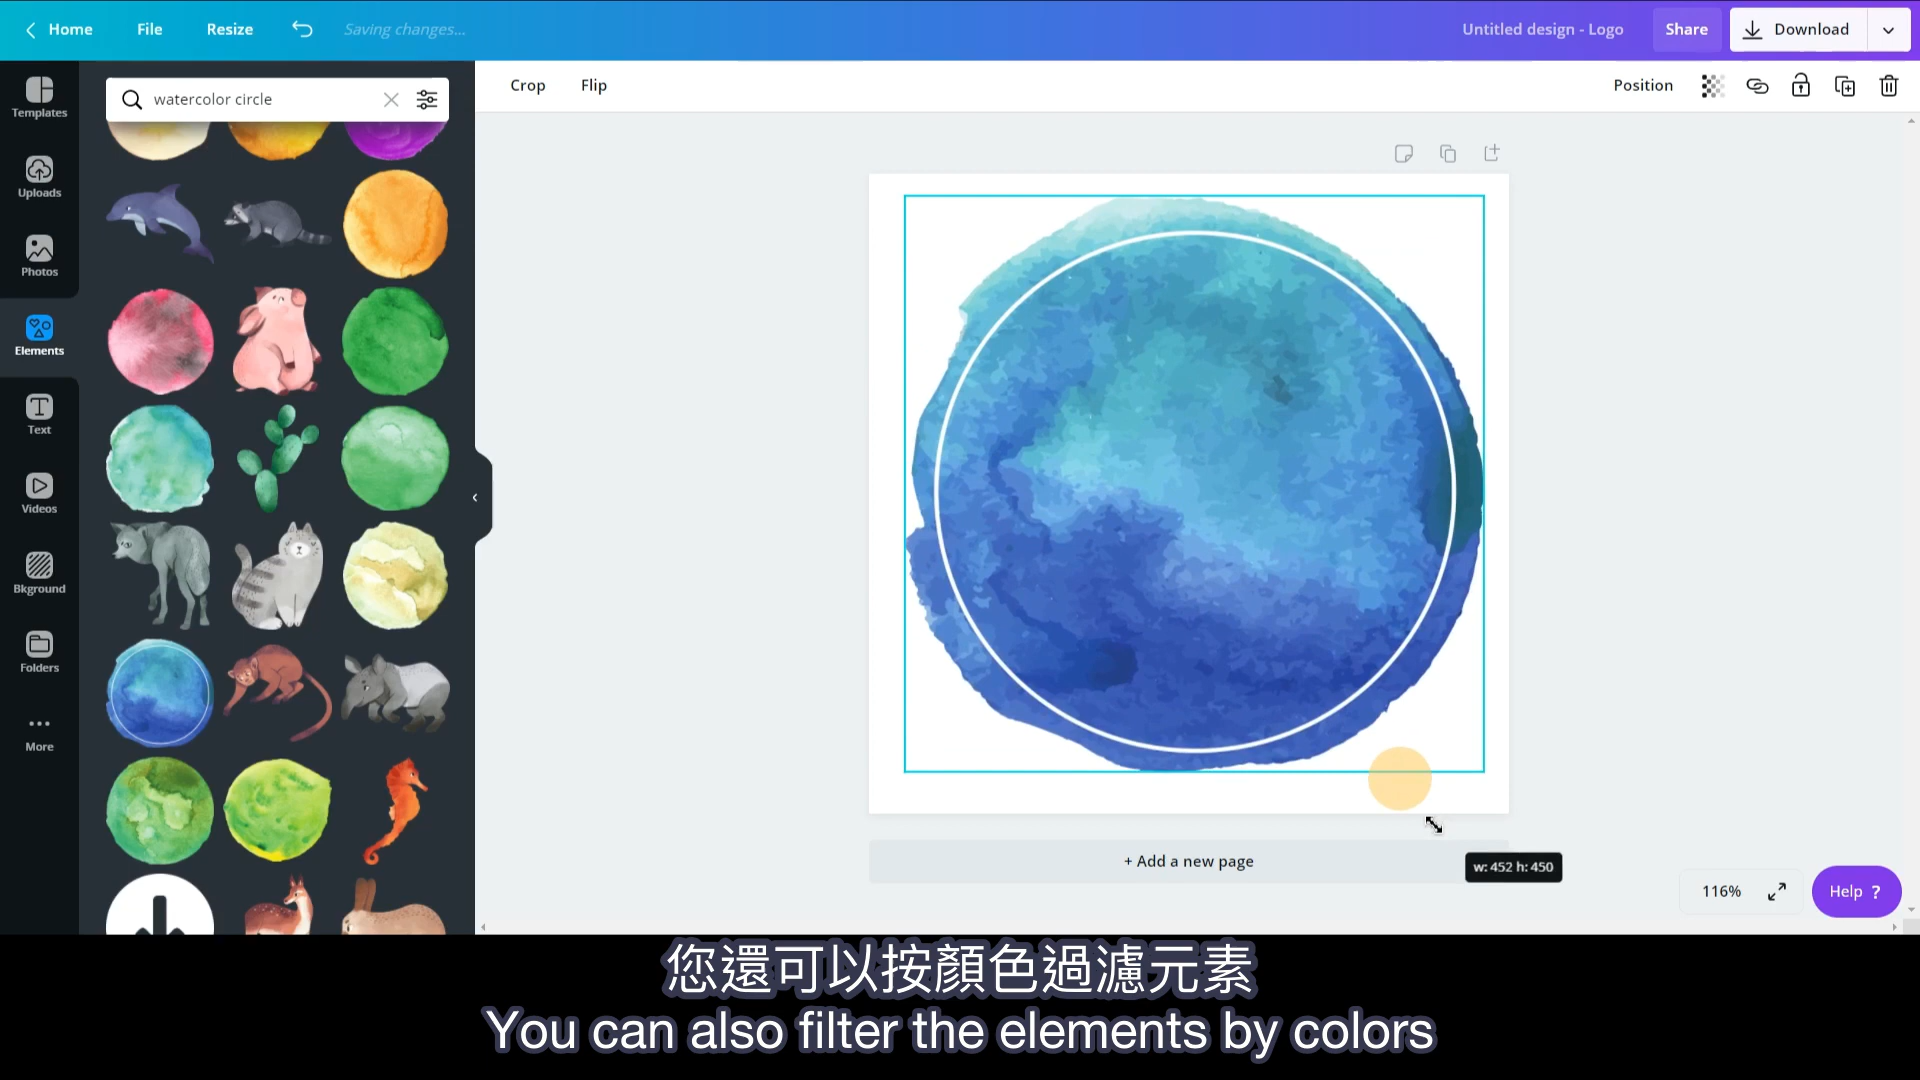 Home
File
Resize
Saving changes...
Untitled design - Logo
Share
Download
Templates
Uploads
Photos
Elements
Text
Videos
Bkground
Folders
More
watercolor circle
Crop
Flip
Position
+ Add a new page
w: 452 h: 450
116%
Help ?
您還可以按顏色過濾元素
You can also filter the elements by colors